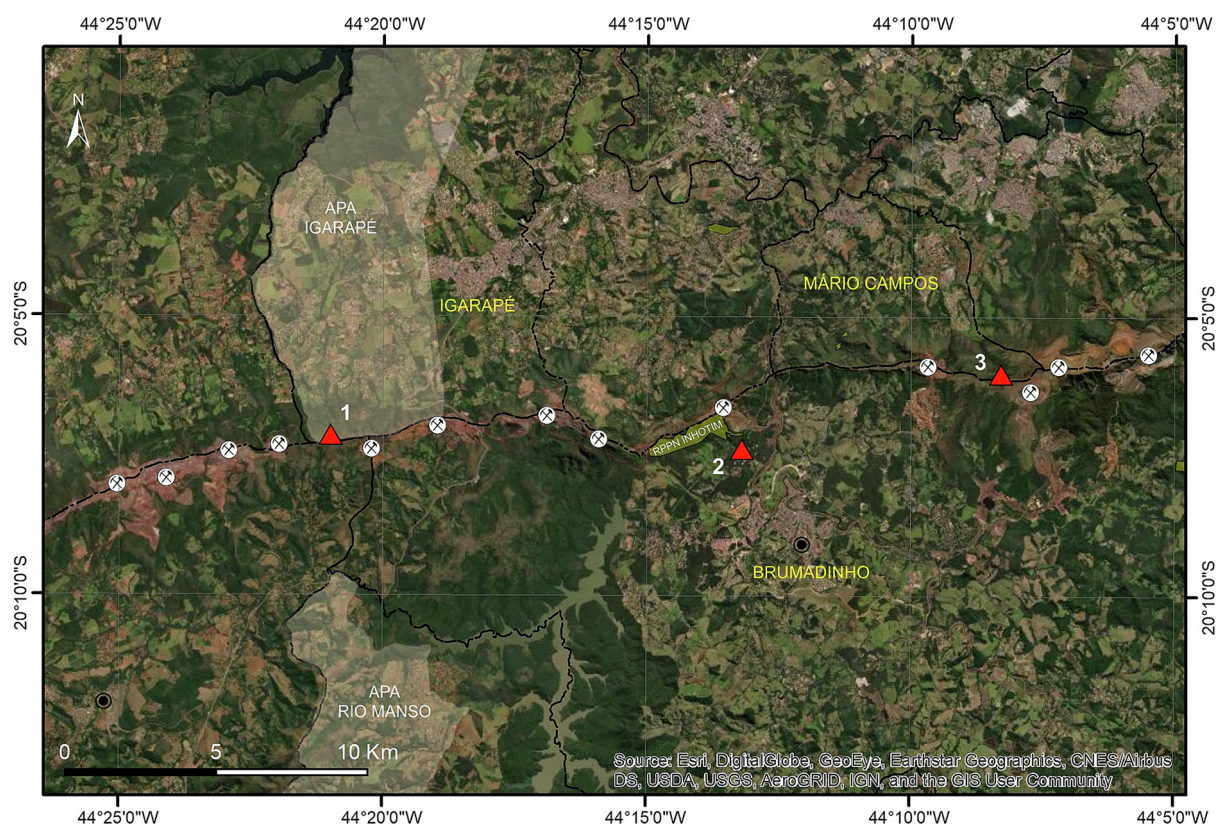 44°25'0"W 44°20'0"W 44°15'0"W 44°10'0"W 44°5'0"W
N
APA
IGARAPÉ
MÁRIO CAMPOS
IGARAPÉ
20°5'0"S
20°5'0"S
3
1
RPPN INHOTIM
2
BRUMADINHO
20°10'0"S
20°10'0"S
APA
RIO MANSO
0 5 10 Km
Source: Esri, DigitalGlobe, GeoEye, Earthstar Geographics, CNES/Airbus
DS, USDA, USGS, AeroGRID, IGN, and the GIS User Community
44°25'0"W 44°20'0"W 44°15'0"W 44°10'0"W 44°5'0"W